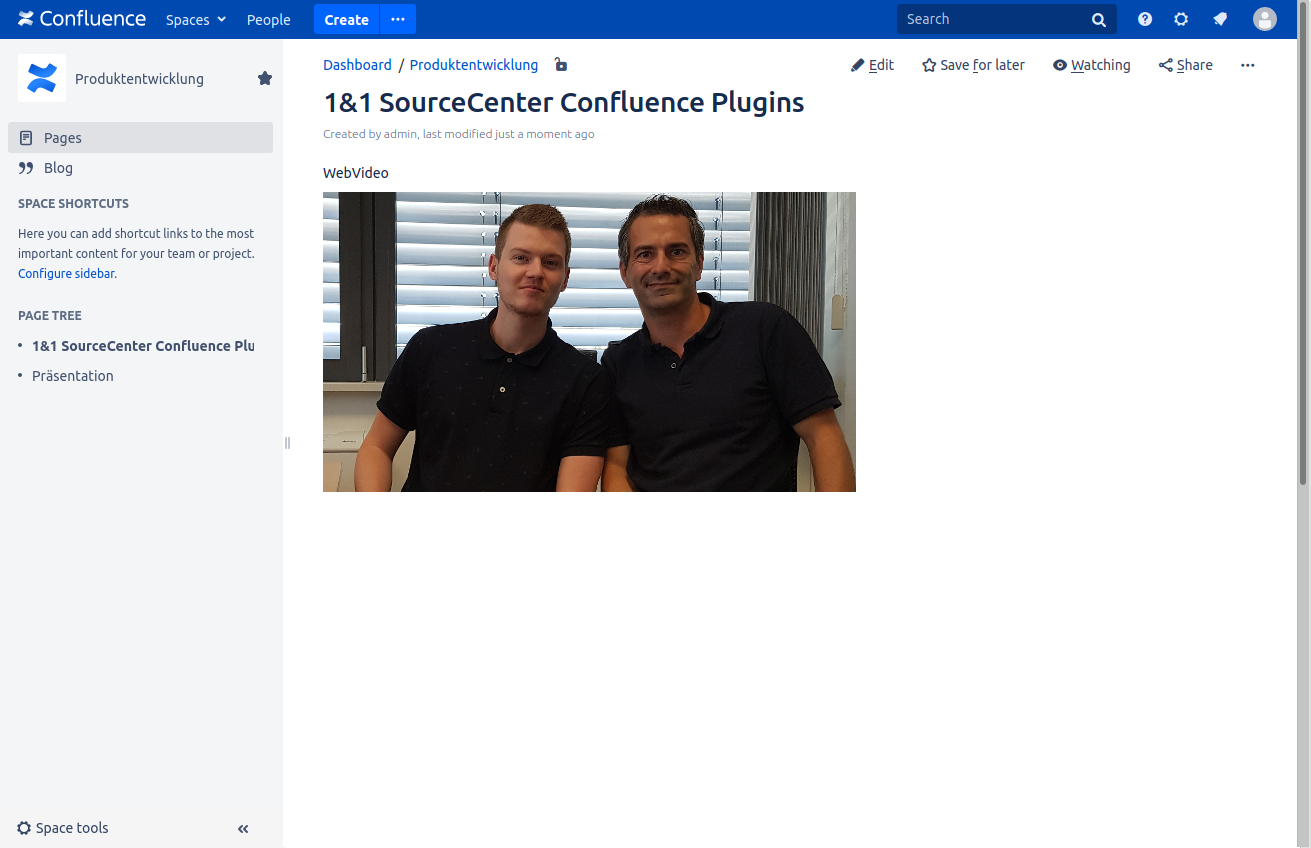 Confluence Spaces People Create ··· Search
Produktentwicklung
Pages
Blog
SPACE SHORTCUTS
Here you can add shortcut links to the most
important content for your team or project.
Configure sidebar.
PAGE TREE
• 1&1 SourceCenter Confluence Plu
• Präsentation
Space tools «
Dashboard / Produktentwicklung Edit Save for later Watching Share ···
1&1 SourceCenter Confluence Plugins
Created by admin, last modified just a moment ago
WebVideo